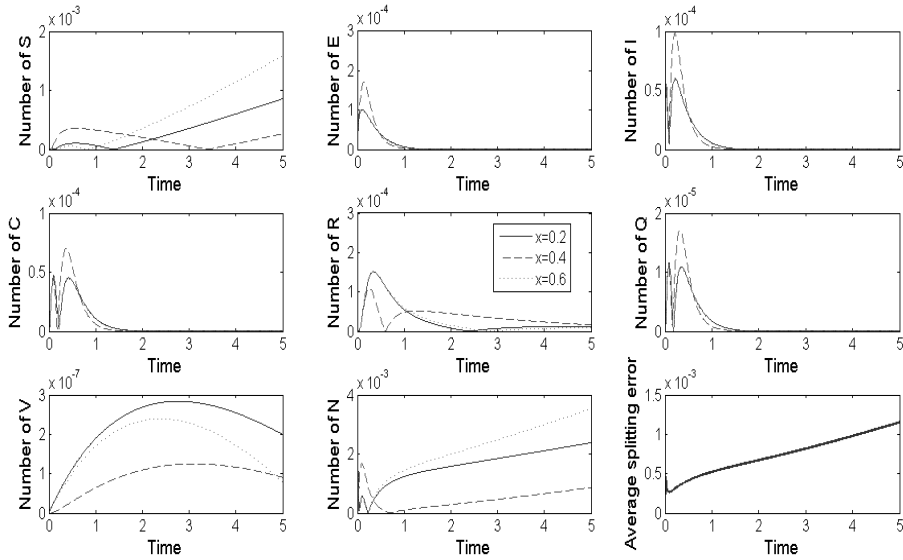 x 10^-3
2
1
0
Number of S
0 1 2 3 4 5
Time
x 10^-4
3
2
1
0
Number of E
0 1 2 3 4 5
Time
x 10^-4
1
0.5
0
Number of I
0 1 2 3 4 5
Time
x 10^-4
1
0.5
0
Number of C
0 1 2 3 4 5
Time
x 10^-4
3
2
1
0
Number of R
x=0.2
x=0.4
x=0.6
0 1 2 3 4 5
Time
x 10^-5
2
1
0
Number of Q
0 1 2 3 4 5
Time
x 10^-7
3
2
1
0
Number of V
0 1 2 3 4 5
Time
x 10^-3
4
2
0
Number of N
0 1 2 3 4 5
Time
x 10^-3
1.5
1
0.5
0
Average splitting error
0 1 2 3 4 5
Time